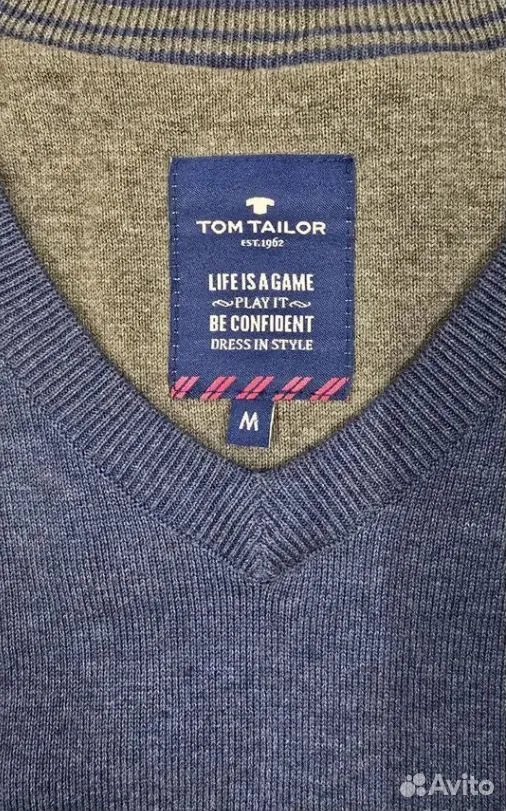 TOM TAILOR
EST.1962
LIFE IS A GAME
PLAY IT
BE CONFIDENT
DRESS IN STYLE
M
Avito